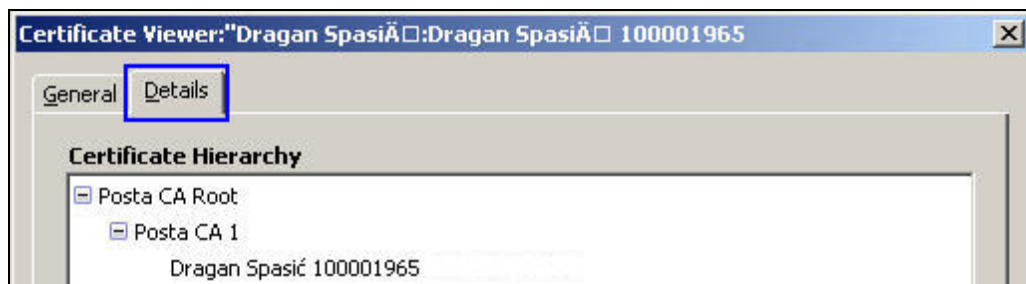 Certificate Viewer:"Dragan SpasiÄ□:Dragan SpasiÄ□ 100001965
General Details
Certificate Hierarchy
Posta CA Root
Posta CA 1
Dragan Spasić 100001965